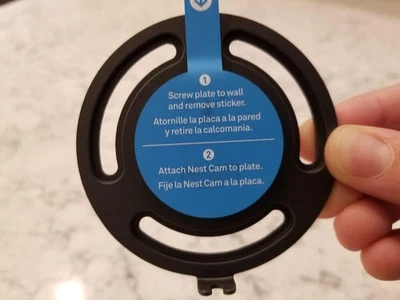 1
Screw plate to wall
and remove sticker.
Atornille la placa a la pared
y retire la calcomania.
2
Attach Nest Cam to plate.
Fije la Nest Cam a la placa.